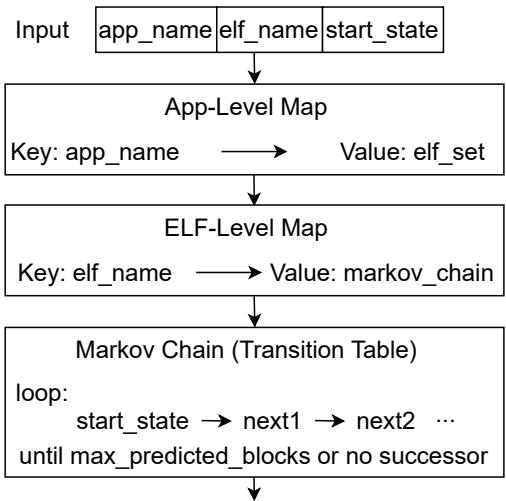 Input app_name elf_name start_state
App-Level Map
Key: app_name Value: elf_set
ELF-Level Map
Key: elf_name Value: markov_chain
Markov Chain (Transition Table)
loop:
start_state next1 next2 ...
until max_predicted_blocks or no successor